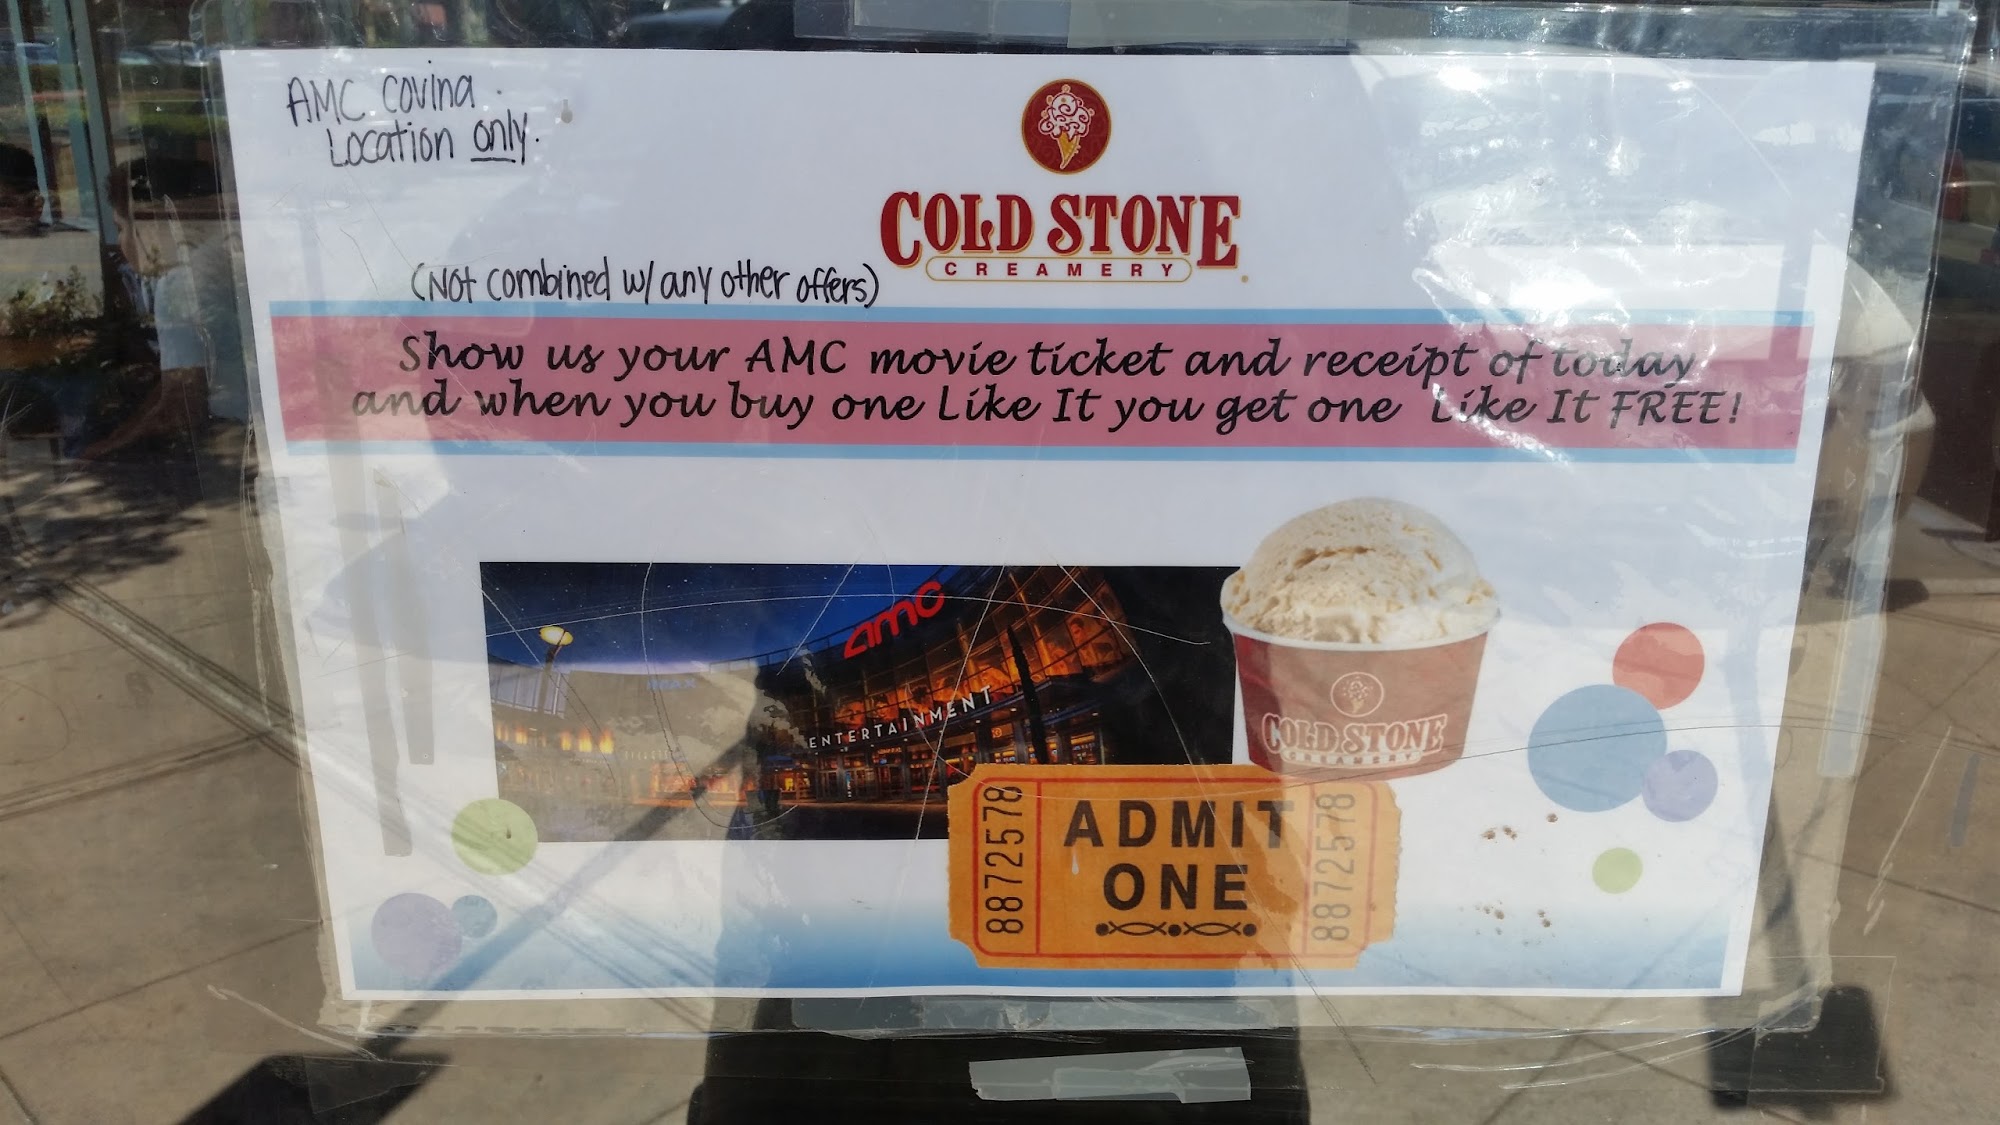 AMC Covina.
Location only.
COLD STONE
CREAMERY
(Not combined w/ any other offers)
Show us your AMC movie ticket and receipt of today
and when you buy one Like It you get one Like It FREE!
amc
ENTERTAINMENT
COLD STONE
CREAMERY
8872578
ADMIT
ONE
8872578